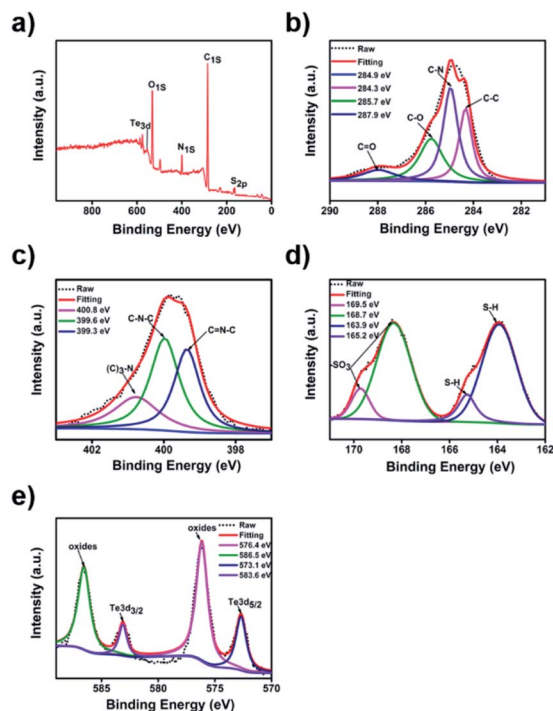 a)
Intensity (a.u.)
C1S
O1S
Te3d
N1S
S2p
800 600 400 200 0
Binding Energy (eV)
b)
Intensity (a.u.)
Raw
Fitting
284.9 eV
284.3 eV
285.7 eV
287.9 eV
C-N
C-C
C-O
C=O
290 288 286 284 282
Binding Energy (eV)
c)
Intensity (a.u.)
Raw
Fitting
400.8 eV
399.6 eV
399.3 eV
C-N-C
C=N-C
(C)3-N
402 400 398
Binding Energy (eV)
d)
Intensity (a.u.)
Raw
Fitting
169.5 eV
168.7 eV
163.9 eV
165.2 eV
S-H
-SO3
S-H
170 168 166 164 162
Binding Energy (eV)
e)
Intensity (a.u.)
oxides
Raw
Fitting
576.4 eV
586.5 eV
573.1 eV
583.6 eV
oxides
Te3d3/2
Te3d5/2
585 580 575 570
Binding Energy (eV)